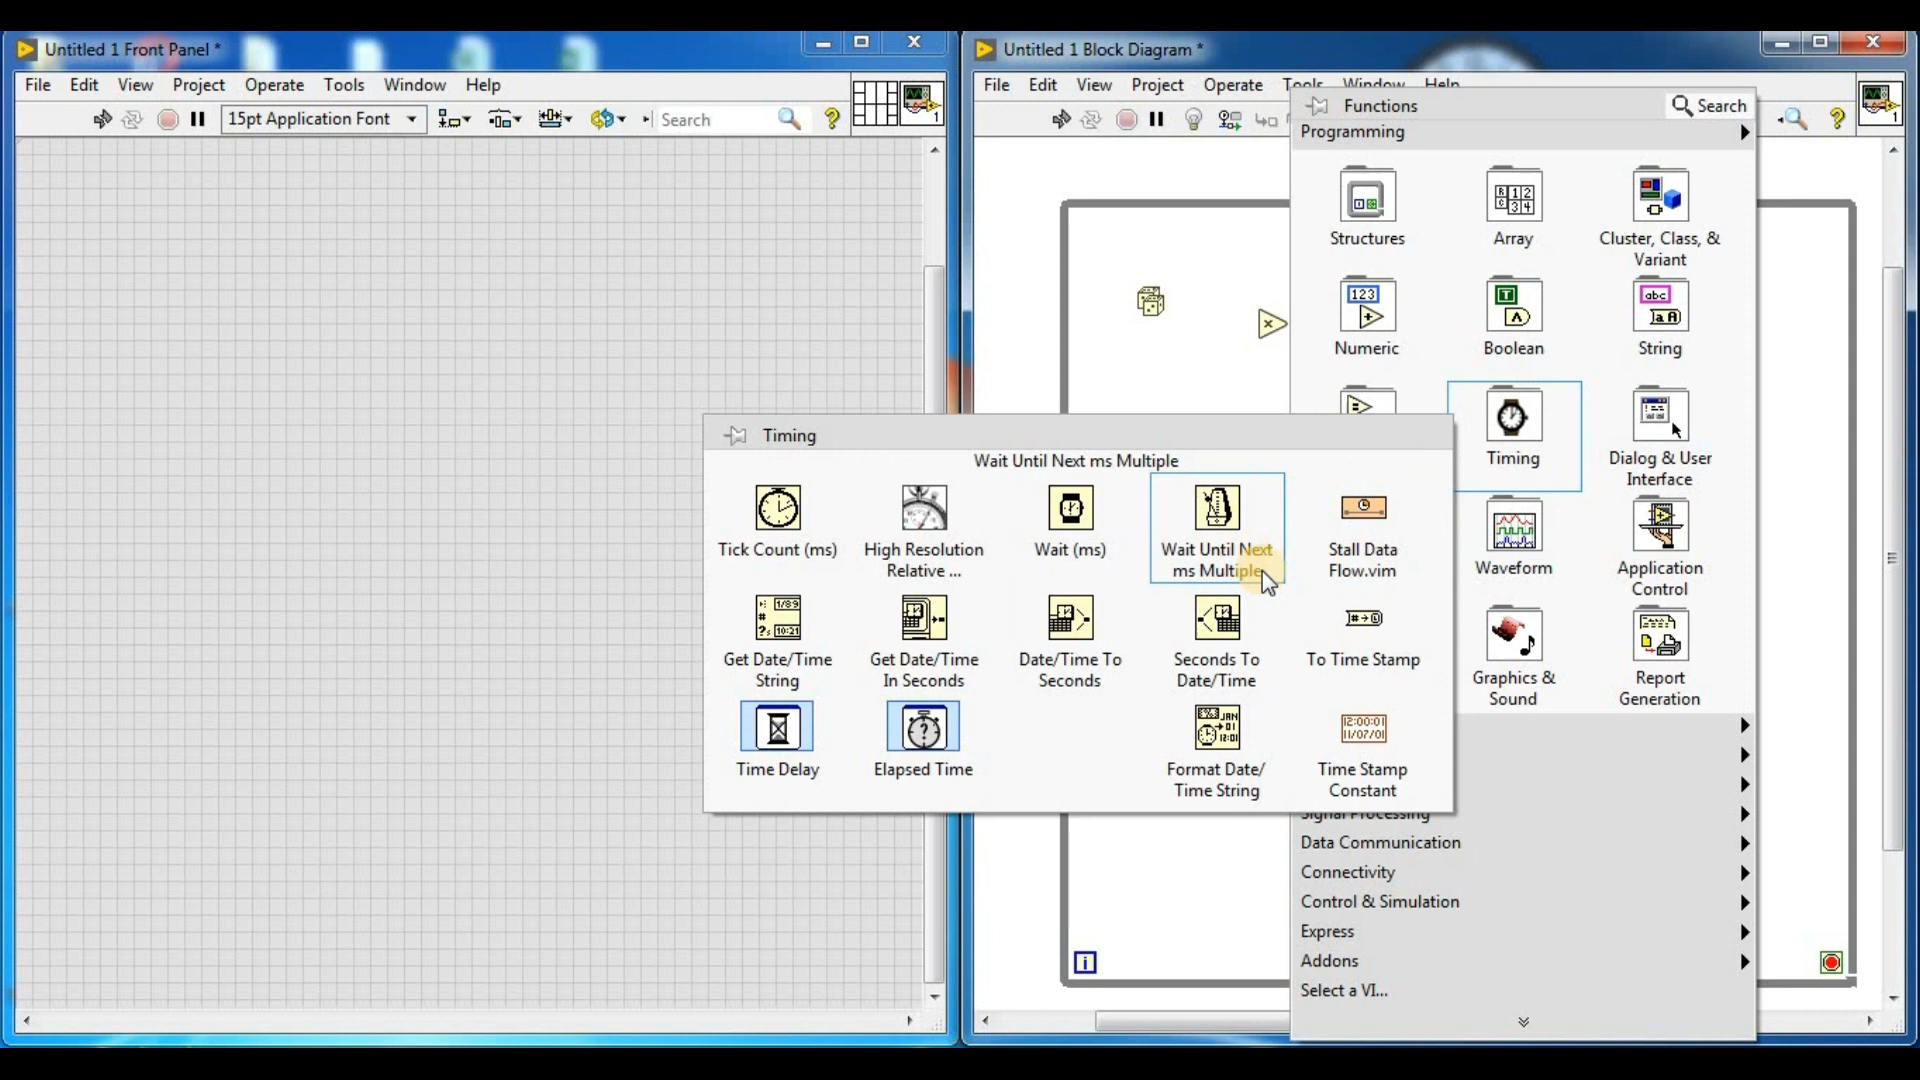 Untitled 1 Front Panel *
File Edit View Project Operate Tools Window Help
15pt Application Font
Search
Untitled 1 Block Diagram *
File Edit View Project Operate Tools Window Help
Functions
Search
Programming
Structures
Array
Cluster, Class, &
Variant
Numeric
Boolean
String
Timing
Dialog & User
Interface
Waveform
Application
Control
Graphics &
Sound
Report
Generation
Timing
Wait Until Next ms Multiple
Tick Count (ms)
High Resolution
Relative ...
Wait (ms)
Wait Until Next
ms Multiple
Stall Data
Flow.vim
Get Date/Time
String
Get Date/Time
In Seconds
Date/Time To
Seconds
Seconds To
Date/Time
To Time Stamp
Time Delay
Elapsed Time
Format Date/
Time String
Time Stamp
Constant
Signal Processing
Data Communication
Connectivity
Control & Simulation
Express
Addons
Select a VI...